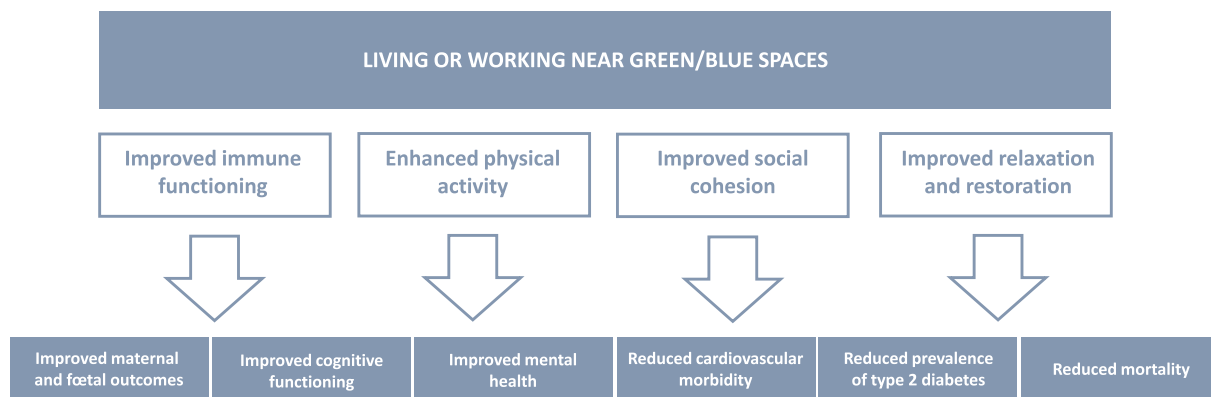 LIVING OR WORKING NEAR GREEN/BLUE SPACES
Improved immune
functioning
Enhanced physical
activity
Improved social
cohesion
Improved relaxation
and restoration
Improved maternal
and fœtal outcomes
Improved cognitive
functioning
Improved mental
health
Reduced cardiovascular
morbidity
Reduced prevalence
of type 2 diabetes
Reduced mortality